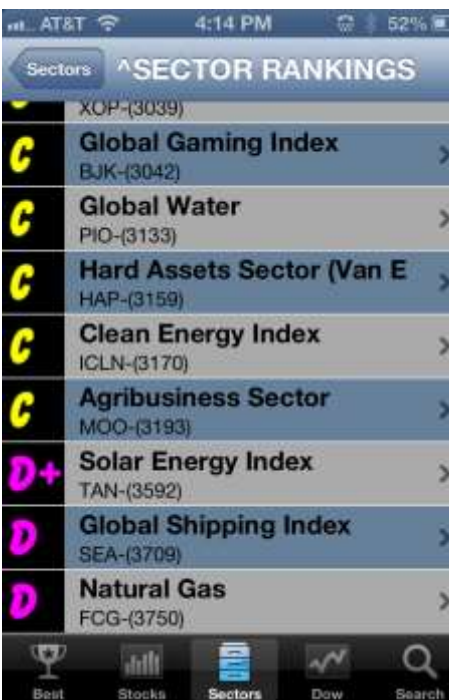 AT&T 4:14 PM 52%
Sectors ^SECTOR RANKINGS
XOP-(3039)
C Global Gaming Index
BJK-(3042)
C Global Water
PIO-(3133)
C Hard Assets Sector (Van E
HAP-(3159)
C Clean Energy Index
ICLN-(3170)
C Agribusiness Sector
MOO-(3193)
D+ Solar Energy Index
TAN-(3592)
D Global Shipping Index
SEA-(3709)
D Natural Gas
FCG-(3750)
Best Stocks Sectors Dow Search